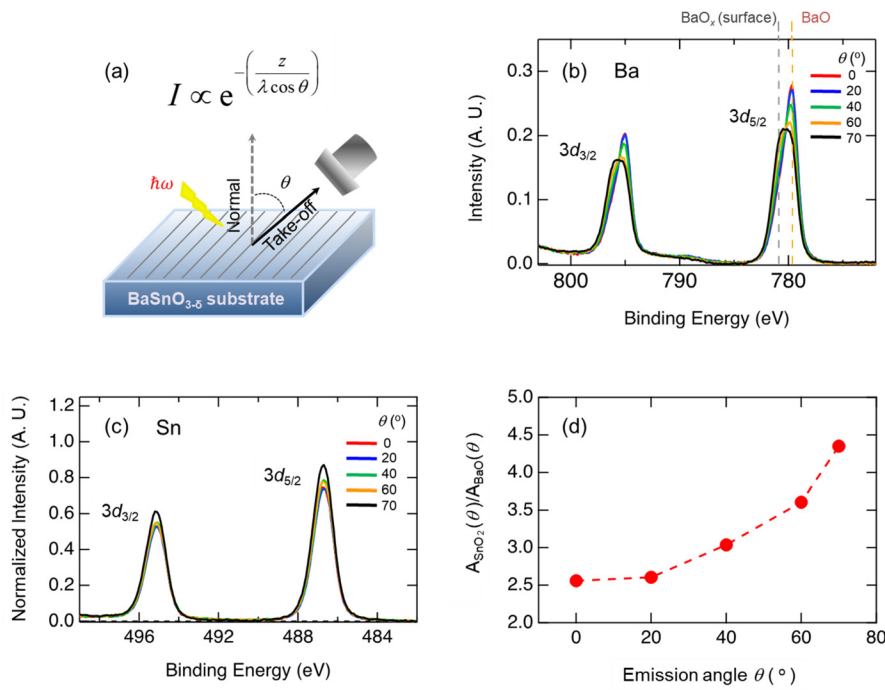 (a)
I ∝ e^{-(z / λ cos θ)}
ħω
Normal
θ
Take-off
BaSnO3-δ substrate
BaOx (surface)
BaO
(b)
Ba
θ (º)
0
20
40
60
70
3d5/2
3d3/2
0.3
0.2
0.1
0.0
Intensity (A. U.)
800
790
780
Binding Energy (eV)
(c)
Sn
θ (º)
0
20
40
60
70
3d5/2
3d3/2
1.2
1.0
0.8
0.6
0.4
0.2
0.0
Normalized Intensity (A. U.)
496
492
488
484
Binding Energy (eV)
(d)
5.0
4.5
4.0
3.5
3.0
2.5
2.0
ASnO2(θ)/ABaO(θ)
0
20
40
60
80
Emission angle θ (º)